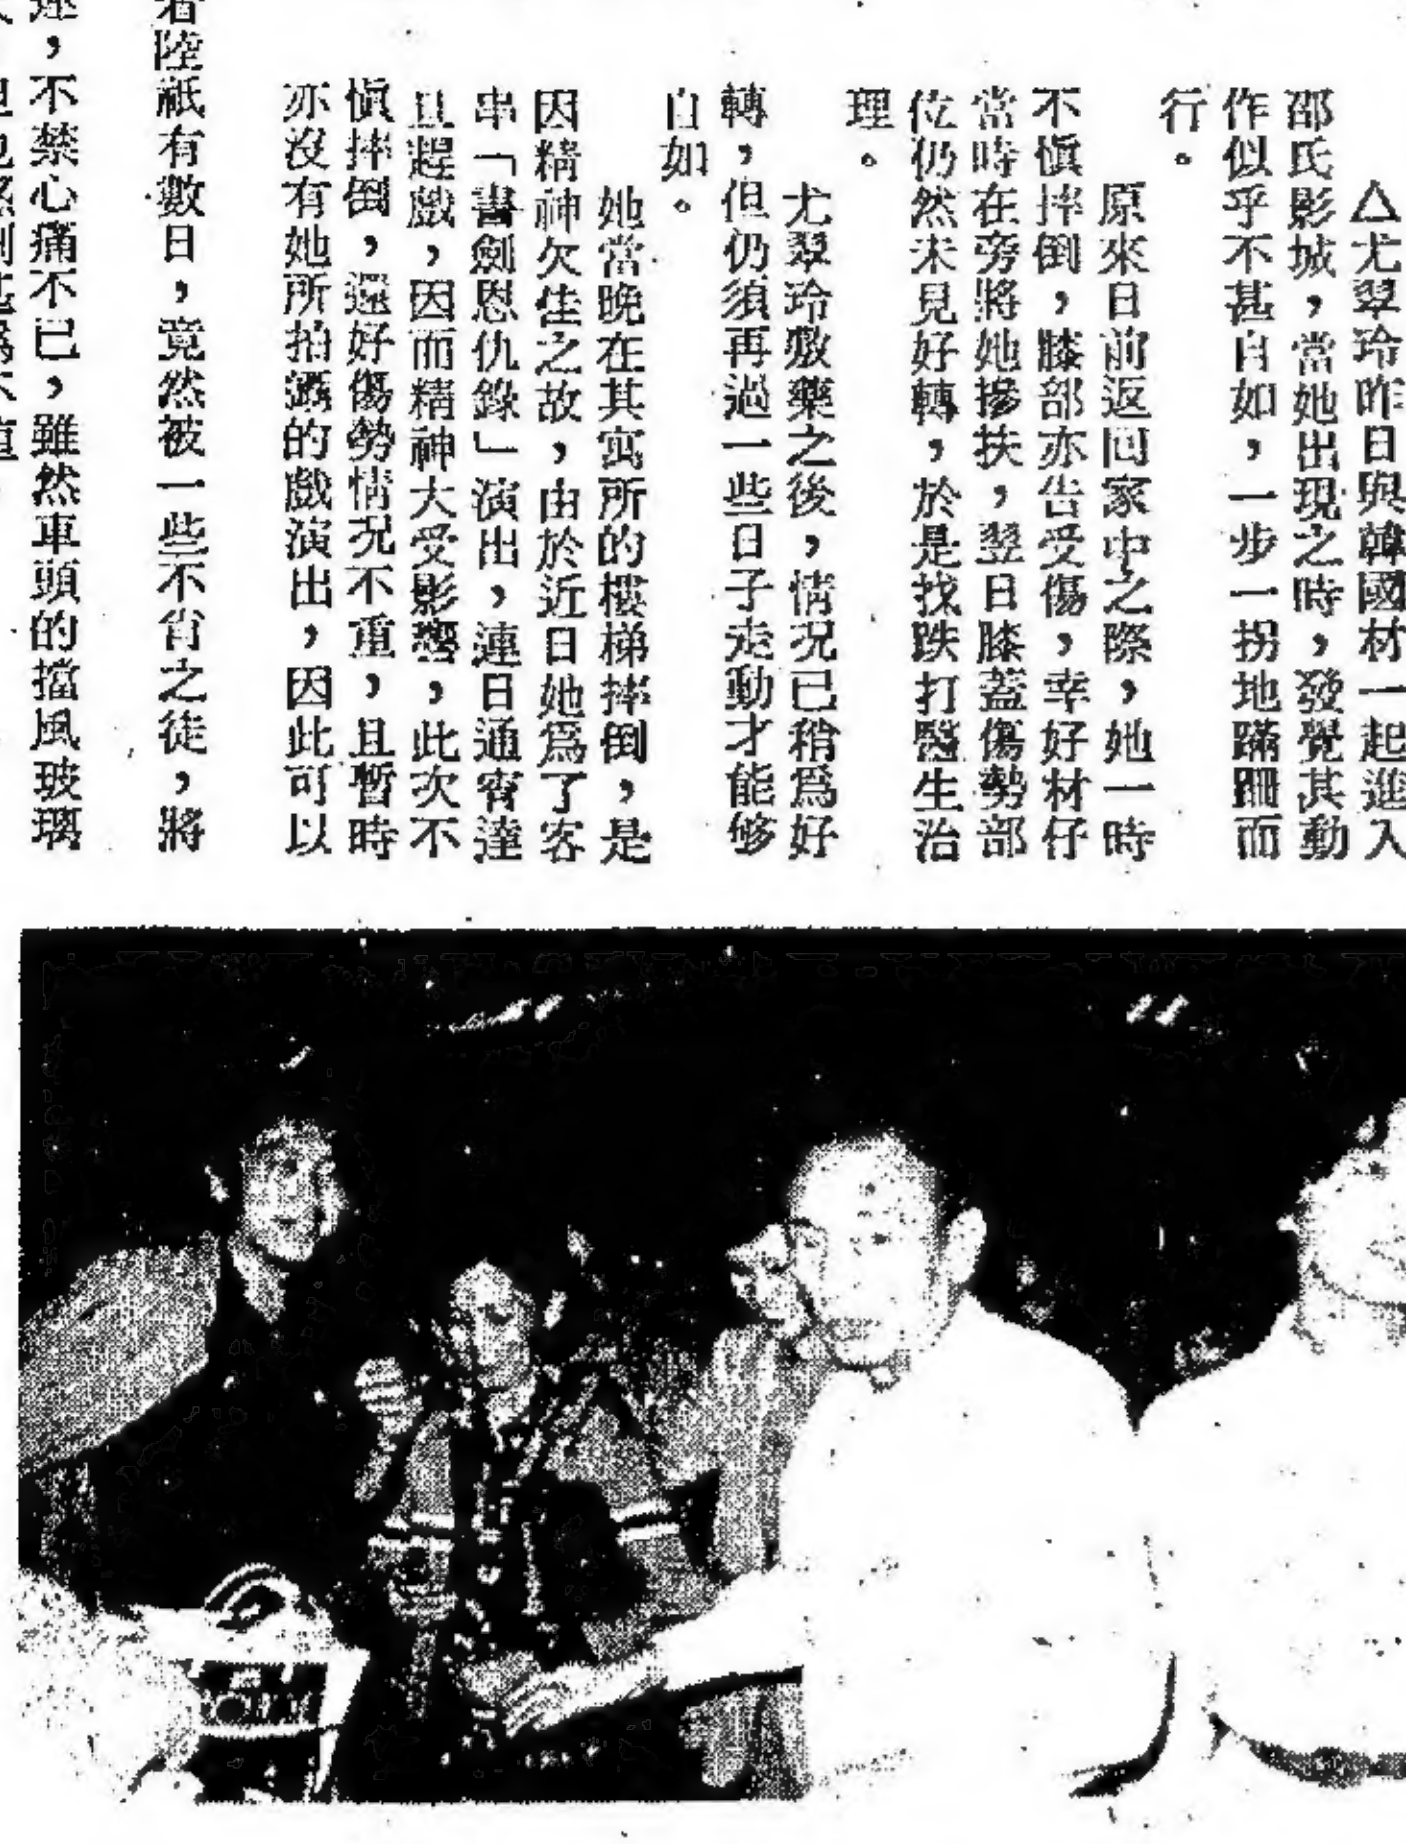 △尤翠玲昨日與韓國材一起進入
邵氏影城，當她出現之時，發覺其動
作似乎不甚自如，一步一拐地蹣跚而
行。
原來日前返回家中之際，她一時
不愼摔倒，膝部亦告受傷，幸好材仔
當時在旁將她摻扶，翌日膝蓋傷勢部
位仍然未見好轉，於是找跌打醫生治
理。
尤翠玲敷藥之後，情況已稍爲好
轉，但仍須再過一些日子走動才能够
自如。
她當晚在其寓所的樓梯摔倒，是
因精神欠佳之故，由於近日她爲了客
串「書劍恩仇錄」演出，連日通宵達
旦趕戲，因而精神大受影響，此次不
愼摔倒，還好傷勢情況不重，且暫時
亦沒有她所拍攝的戲演出，因此可以
着陸祇有數日，竟然被一些不肖之徒，將
，不禁心痛不已，雖然車頭的擋風玻璃